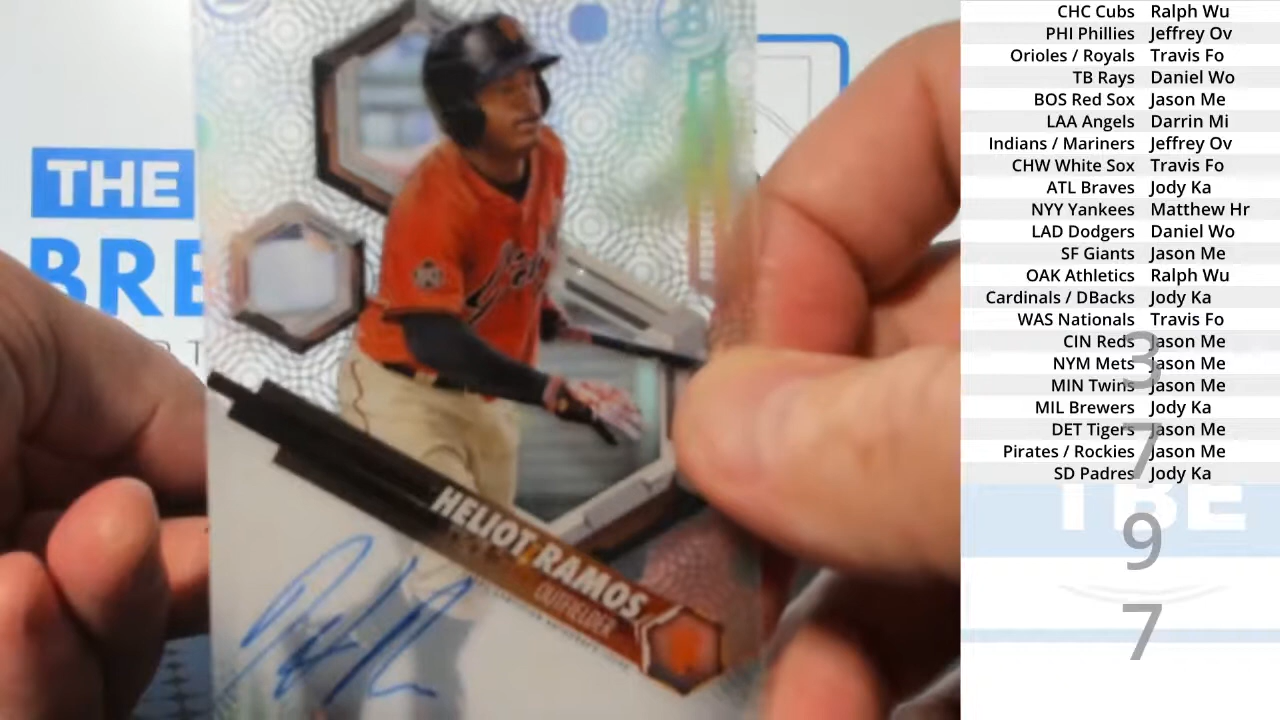 THE
BRE
HELIOT RAMOS
OUTFIELDER
CHC Cubs Ralph Wu
PHI Phillies Jeffrey Ov
Orioles / Royals Travis Fo
TB Rays Daniel Wo
BOS Red Sox Jason Me
LAA Angels Darrin Mi
Indians / Mariners Jeffrey Ov
CHW White Sox Travis Fo
ATL Braves Jody Ka
NYY Yankees Matthew Hr
LAD Dodgers Daniel Wo
SF Giants Jason Me
OAK Athletics Ralph Wu
Cardinals / DBacks Jody Ka
WAS Nationals Travis Fo
CIN Reds Jason Me
NYM Mets Jason Me
MIN Twins Jason Me
MIL Brewers Jody Ka
DET Tigers Jason Me
Pirates / Rockies Jason Me
SD Padres Jody Ka
3
7
9
7
TBE